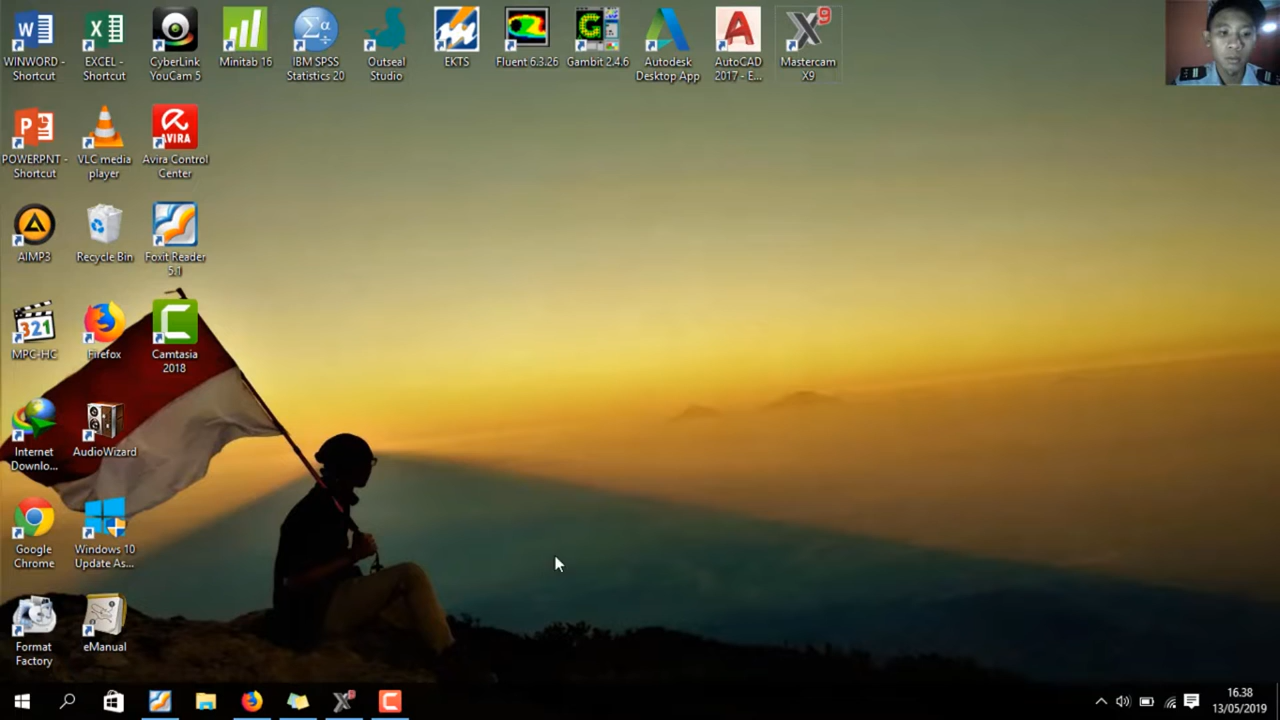 WINWORD -
Shortcut
EXCEL -
Shortcut
CyberLink
YouCam 5
Minitab 16
IBM SPSS
Statistics 20
Outseal
Studio
EKTS
Fluent 6.3.26
Gambit 2.4.6
Autodesk
Desktop App
AutoCAD
2017 - E...
Mastercam
X9
POWERPNT -
Shortcut
VLC media
player
AVIRA
Avira Control
Center
AIMP3
Recycle Bin
Foxit Reader
5.1
321
MPC-HC
Firefox
Camtasia
2018
Internet
Downlo...
AudioWizard
Google
Chrome
Windows 10
Update As...
Format
Factory
eManual
16.38
13/05/2019